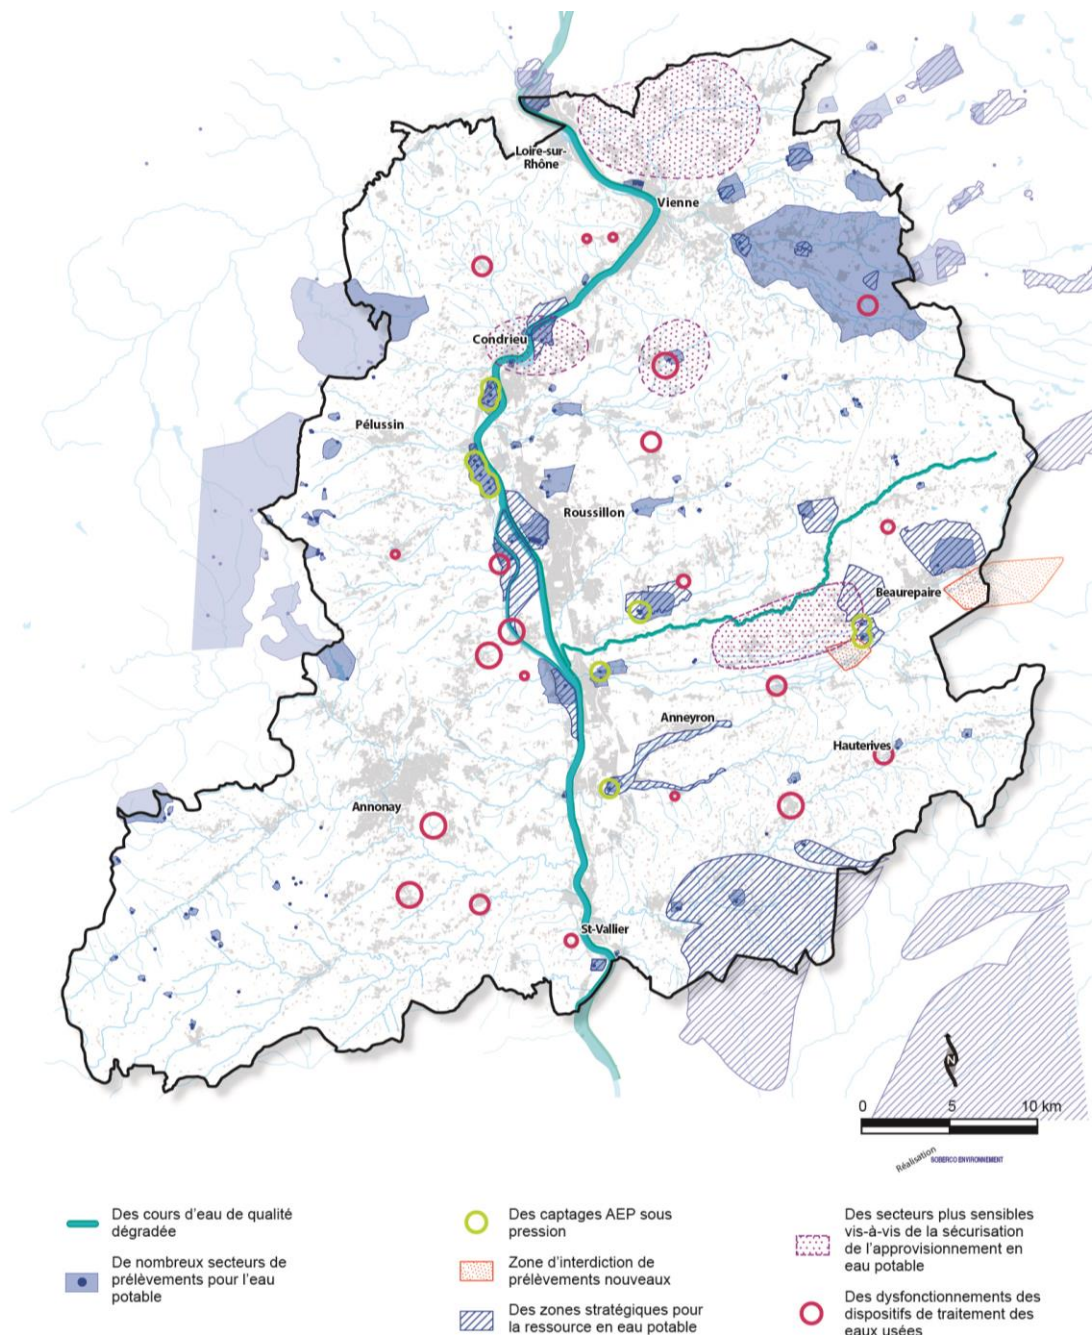 Loire-sur-
Rhône
Vienne
Condrieu
Pélussin
Roussillon
Beaurepaire
Anneyron
Hauterives
Annonay
St-Vallier
N
0 5 10 km
Réalisation SOBERCO ENVIRONNEMENT
Des cours d'eau de qualité
dégradée
De nombreux secteurs de
prélèvements pour l'eau
potable
Des captages AEP sous
pression
Zone d'interdiction de
prélèvements nouveaux
Des zones stratégiques pour
la ressource en eau potable
Des secteurs plus sensibles
vis-à-vis de la sécurisation
de l'approvisionnement en
eau potable
Des dysfonctionnements des
dispositifs de traitement des
eaux usées